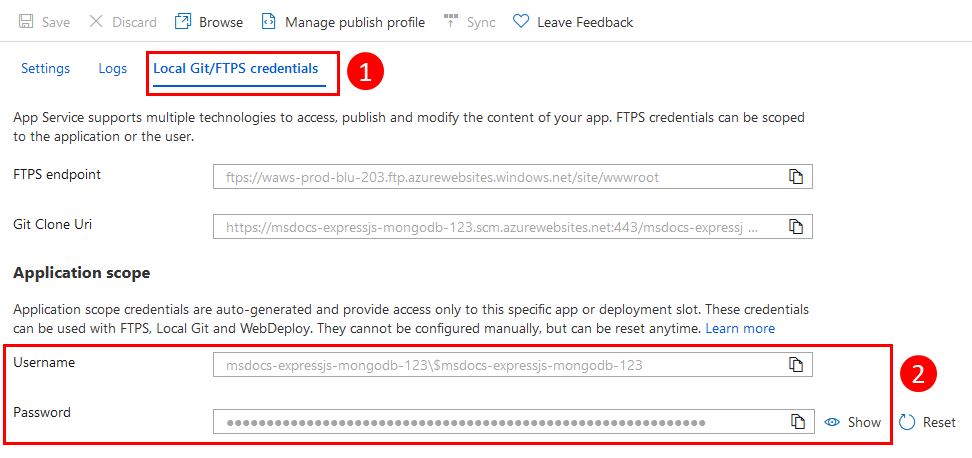 Save Discard Browse Manage publish profile Sync Leave Feedback
Settings Logs Local Git/FTPS credentials 1
App Service supports multiple technologies to access, publish and modify the content of your app. FTPS credentials can be scoped
to the application or the user.
FTPS endpoint ftps://waws-prod-blu-203.ftp.azurewebsites.windows.net/site/wwwroot
Git Clone Uri https://msdocs-expressjs-mongodb-123.scm.azurewebsites.net:443/msdocs-expressj ...
Application scope
Application scope credentials are auto-generated and provide access only to this specific app or deployment slot. These credentials
can be used with FTPS, Local Git and WebDeploy. They cannot be configured manually, but can be reset anytime. Learn more
Username msdocs-expressjs-mongodb-123\$msdocs-expressjs-mongodb-123 2
Password Show Reset